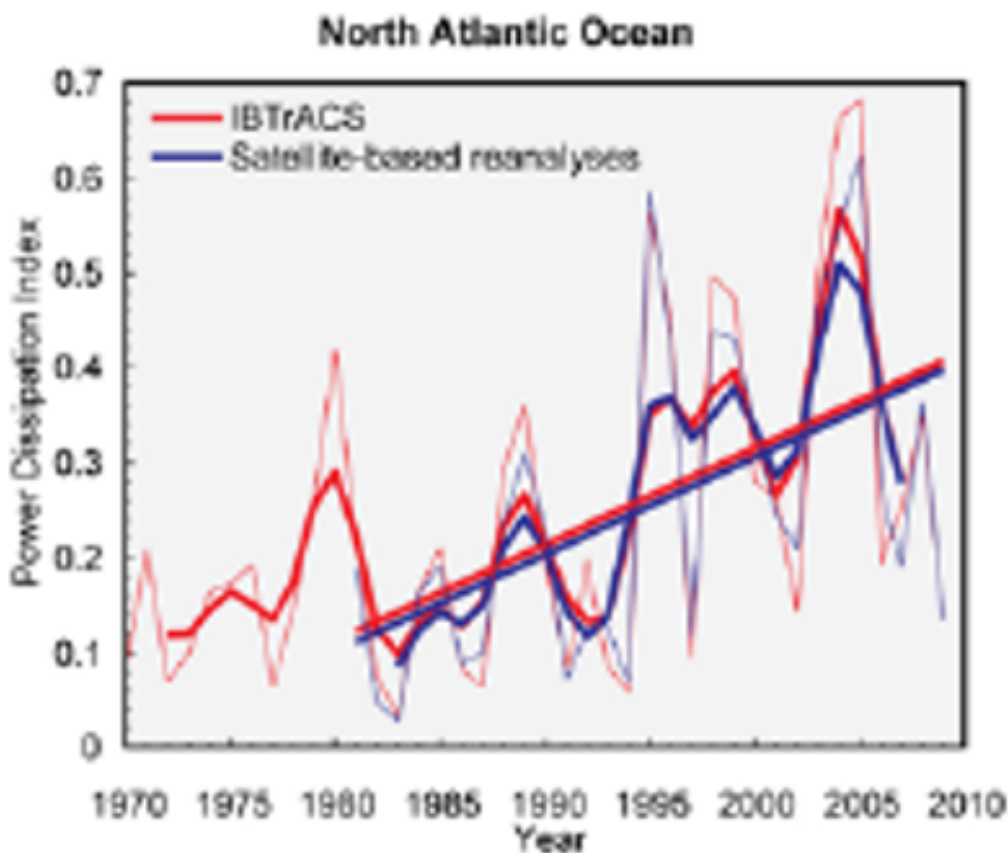 North Atlantic Ocean
0.7
IBTrACS
Satellite-based reanalyses
0.6
0.5
0.4
0.3
0.2
0.1
0
Power Dissipation Index
1970 1975 1980 1985 1990 1995 2000 2005 2010
Year